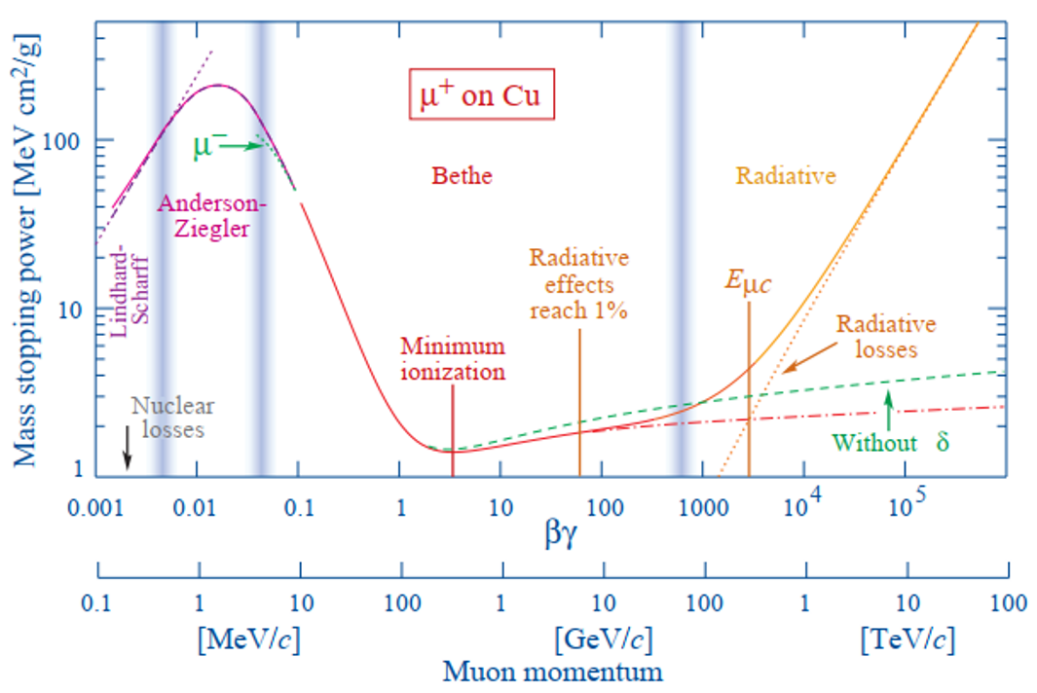 Mass stopping power [MeV cm²/g]
100
10
1
μ⁺ on Cu
μ⁻
Bethe
Radiative
Anderson-
Ziegler
Lindhard-
Scharff
Radiative
effects
reach 1%
Eμc
Radiative
losses
Minimum
ionization
Nuclear
losses
Without δ
0.001 0.01 0.1 1 10 100 1000 10⁴ 10⁵
βγ
0.1 1 10 100 1 10 100 1 10 100
[MeV/c] [GeV/c] [TeV/c]
Muon momentum